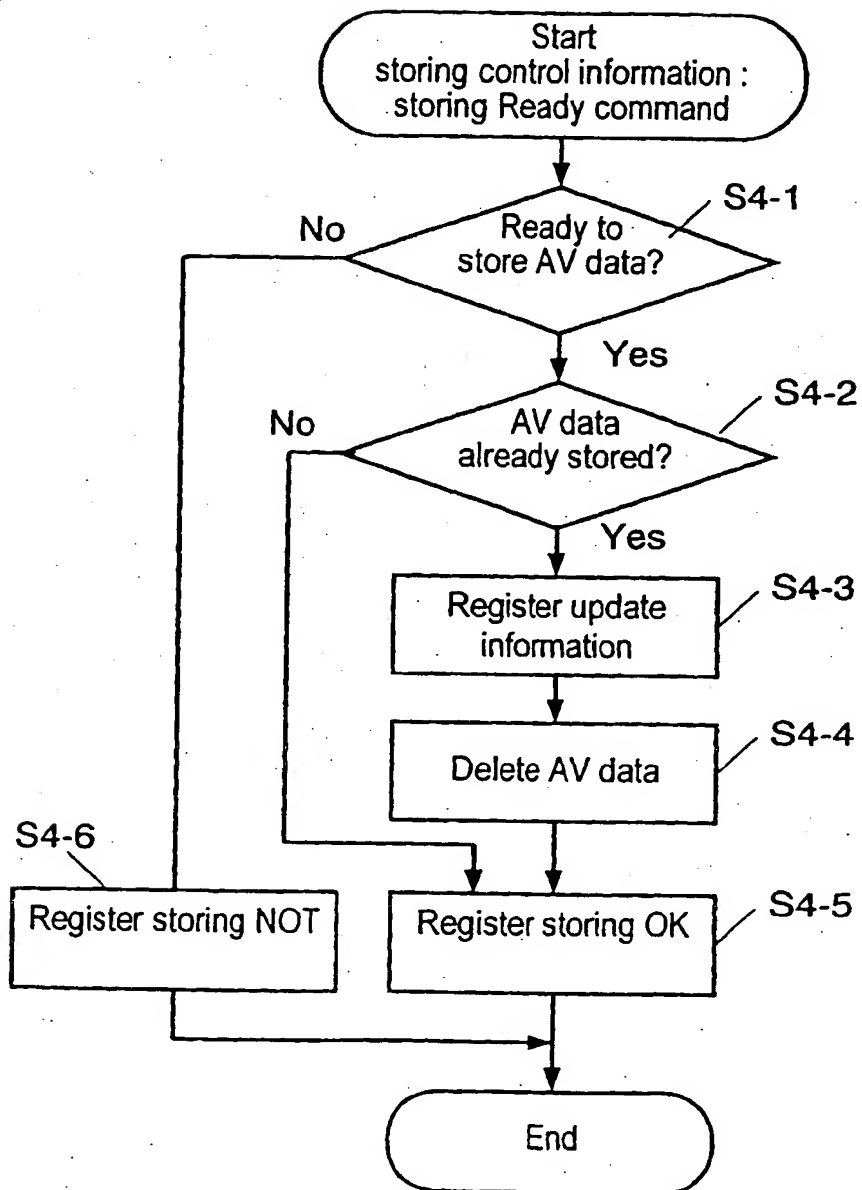 Start
storing control information :
storing Ready command
S4-1
No
Ready to
store AV data?
Yes
S4-2
No
AV data
already stored?
Yes
S4-3
Register update
information
S4-4
Delete AV data
S4-6
S4-5
Register storing NOT
Register storing OK
End